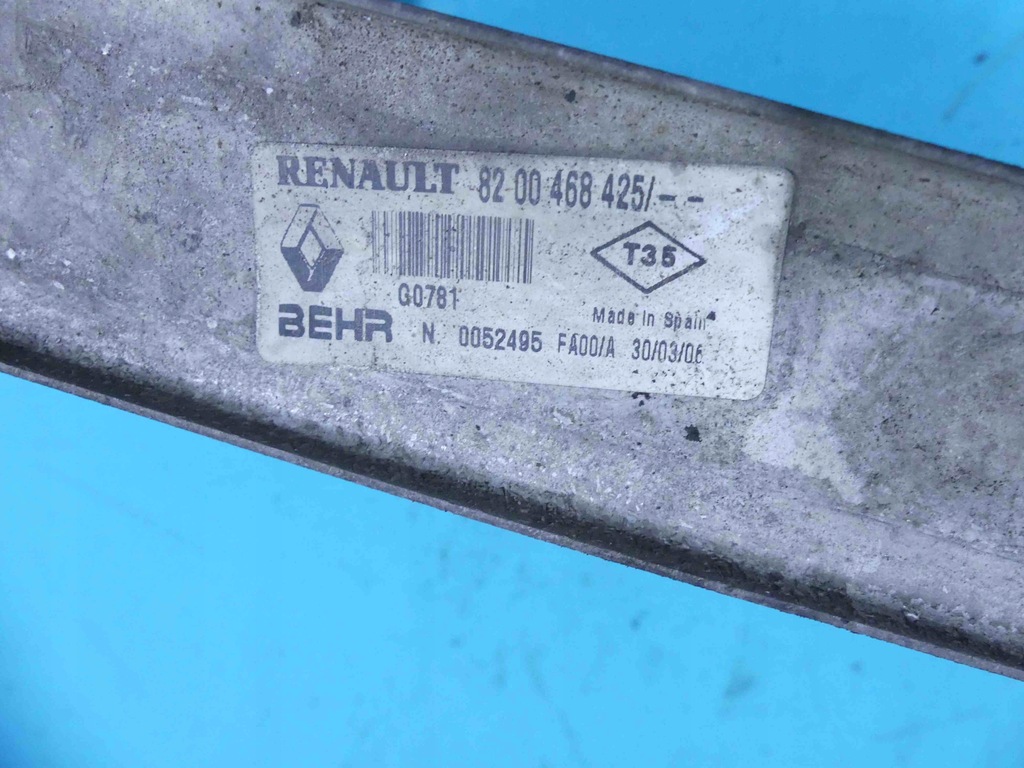 RENAULT 82 00 468 425/--
T35
G0781
Made in Spain
BEHR N. 0052495 FA00/A 30/03/06